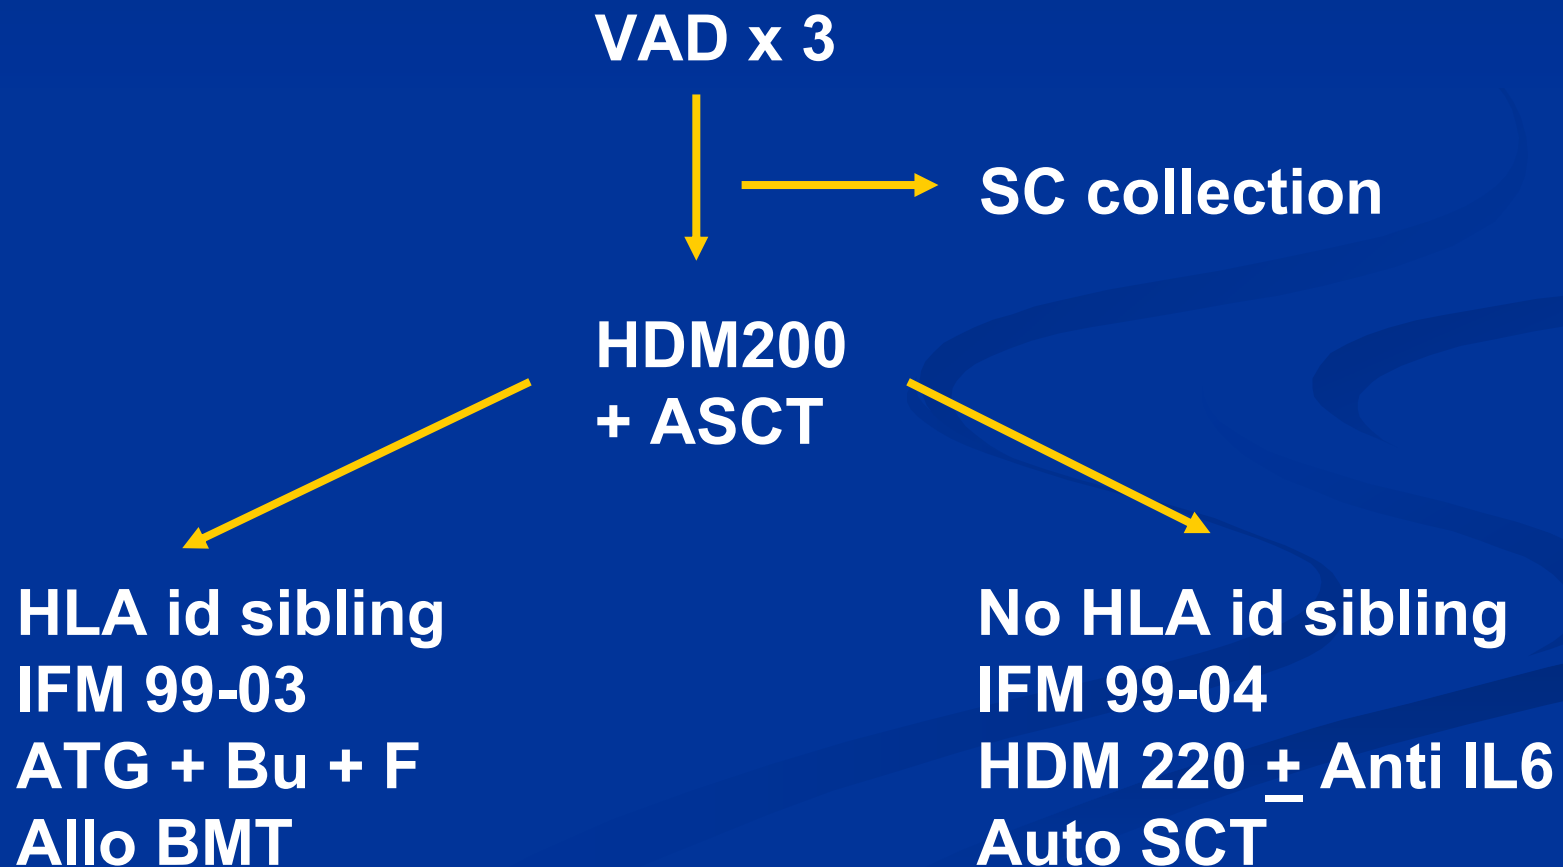 VAD x 3
SC collection
HDM200
+ ASCT
HLA id sibling
IFM 99-03
ATG + Bu + F
Allo BMT
No HLA id sibling
IFM 99-04
HDM 220 + Anti IL6
Auto SCT